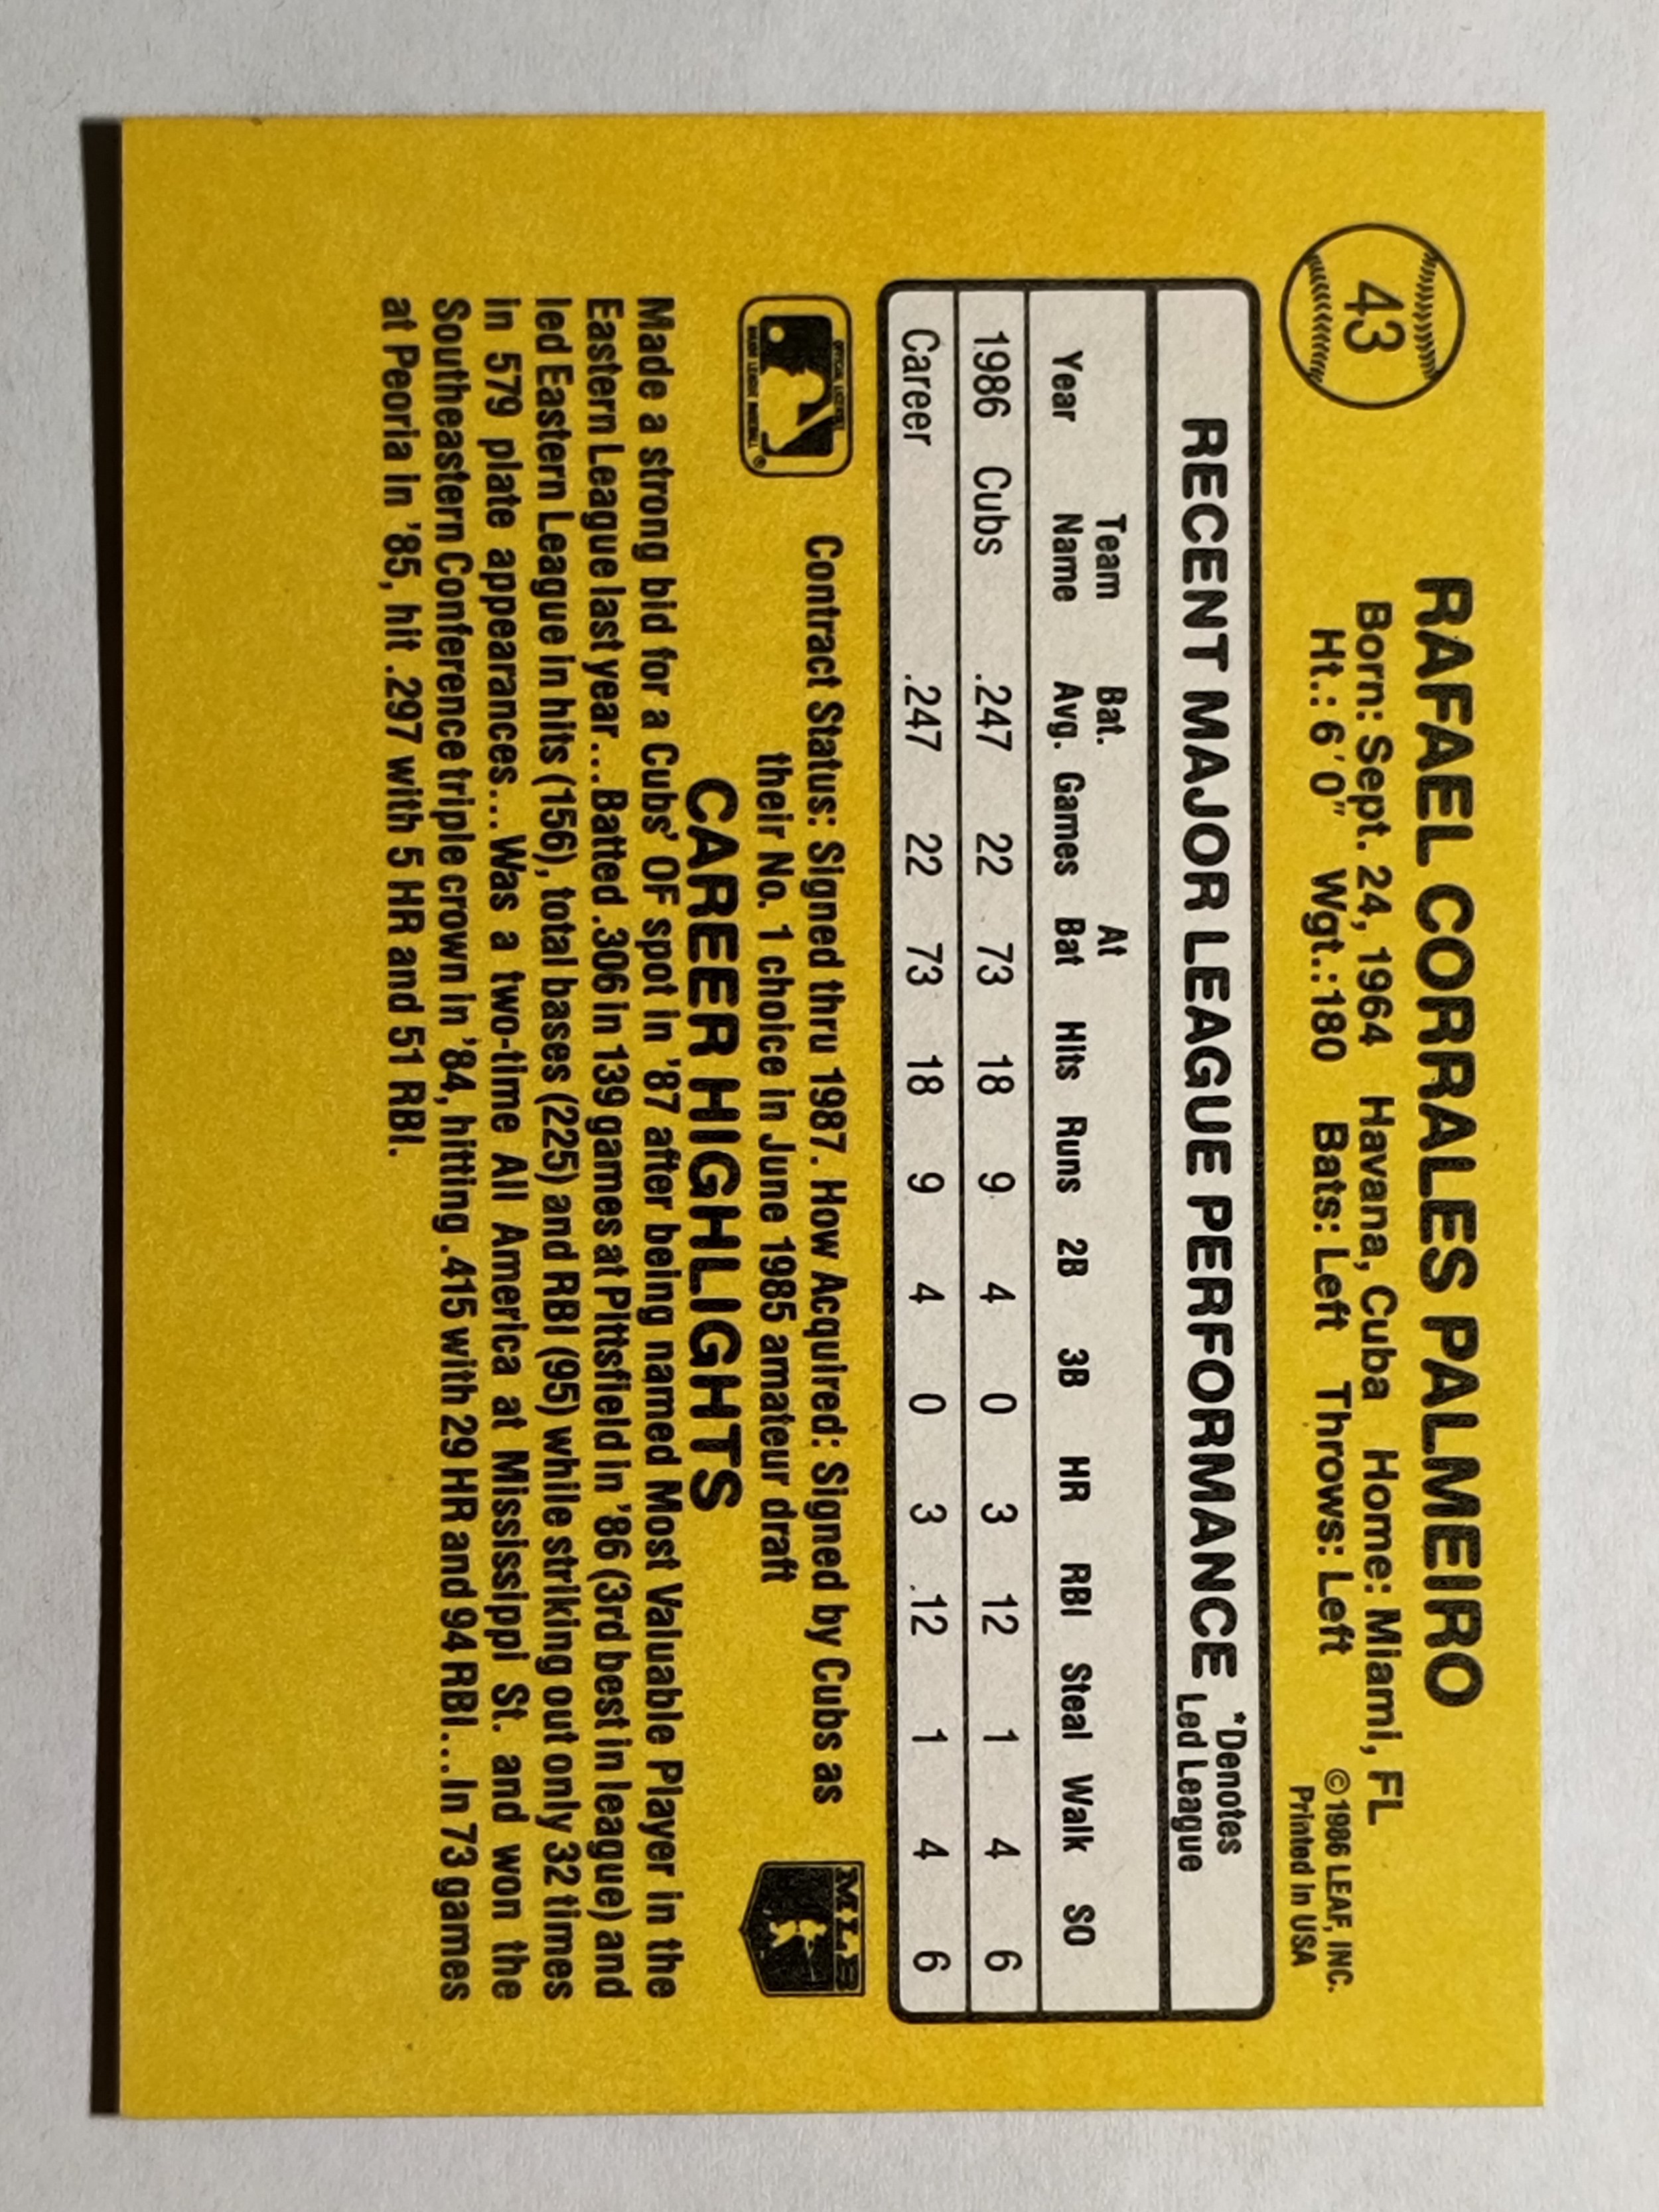 43
RAFAEL CORRALES PALMEIRO
Born: Sept. 24, 1964 Havana, Cuba Home: Miami, FL
Ht.: 6'0" Wgt.:180 Bats: Left Throws: Left
©1986 LEAF, INC.
Printed in USA
RECENT MAJOR LEAGUE PERFORMANCE *Denotes Led League
Year Team Name Bat. Avg. Games At Bat Hits Runs 2B 3B HR RBI Steal Walk SO
1986 Cubs .247 22 73 18 9 4 0 3 12 1 4 6
Career .247 22 73 18 9 4 0 3 12 1 4 6
Contract Status: Signed thru 1987. How Acquired: Signed by Cubs as
their No. 1 choice in June 1985 amateur draft
MLB
CAREER HIGHLIGHTS
Made a strong bid for a Cubs' OF spot in '87 after being named Most Valuable Player in the
Eastern League last year...Batted .306 in 139 games at Pittsfield in '86 (3rd best in league) and
led Eastern League in hits (156), total bases (225) and RBI (95) while striking out only 32 times
in 579 plate appearances...Was a two-time All America at Mississippi St. and won the
Southeastern Conference triple crown in '84, hitting .415 with 29 HR and 94 RBI...In 73 games
at Peoria in '85, hit .297 with 5 HR and 51 RBI.